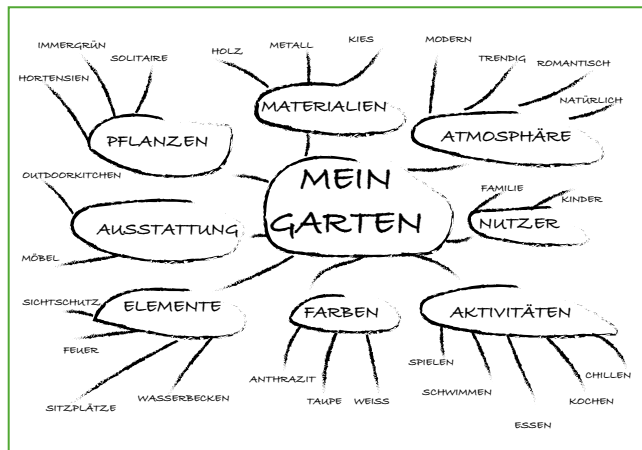 IMMERGRÜN
SOLITAIRE
HORTENSIEN
PFLANZEN
HOLZ
METALL
KIES
MATERIALIEN
MODERN
TRENDIG
ROMANTISCH
NATÜRLICH
ATMOSPHÄRE
MEIN
GARTEN
OUTDOORKITCHEN
AUSSTATTUNG
MÖBEL
FAMILIE
KINDER
NUTZER
SICHTSCHUTZ
ELEMENTE
FEUER
SITZPLÄTZE
WASSERBECKEN
FARBEN
ANTHRAZIT
TAUPE
WEISS
AKTIVITÄTEN
SPIELEN
SCHWIMMEN
ESSEN
KOCHEN
CHILLEN